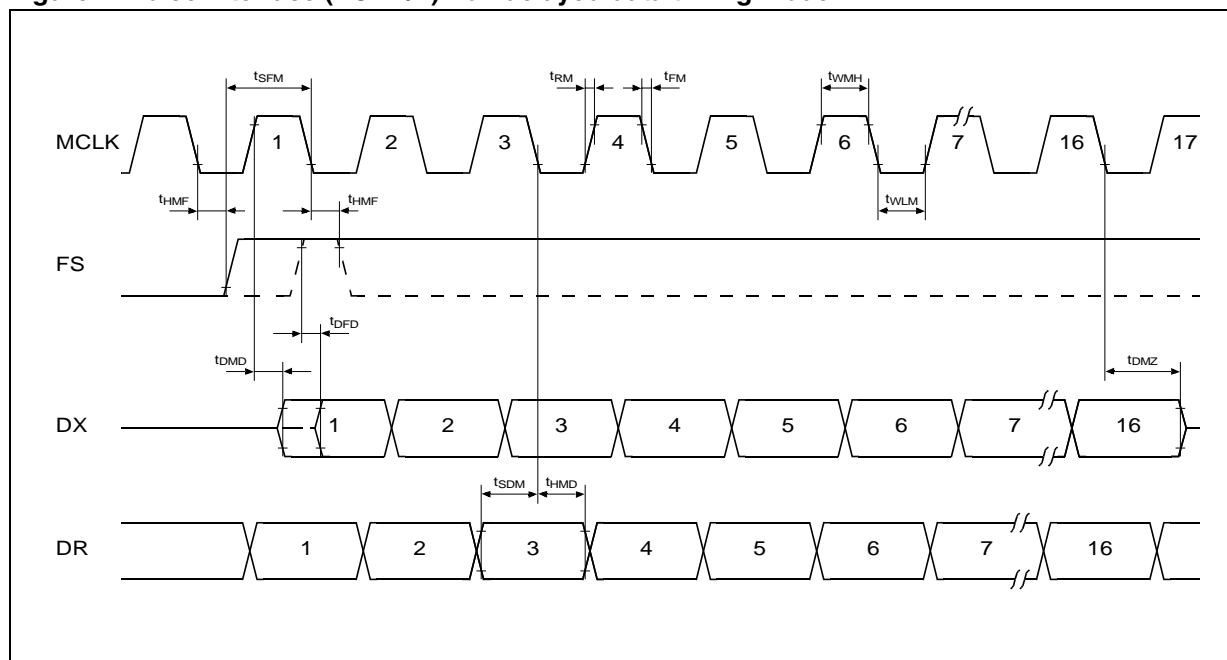 tSFM tRM tFM tWMH
MCLK 1 2 3 4 5 6 7 16 17
tHMF tHMF tWLM
FS
tDFD
tDMD tDMZ
DX 1 2 3 4 5 6 7 16
tSDM tHMD
DR 1 2 3 4 5 6 7 16